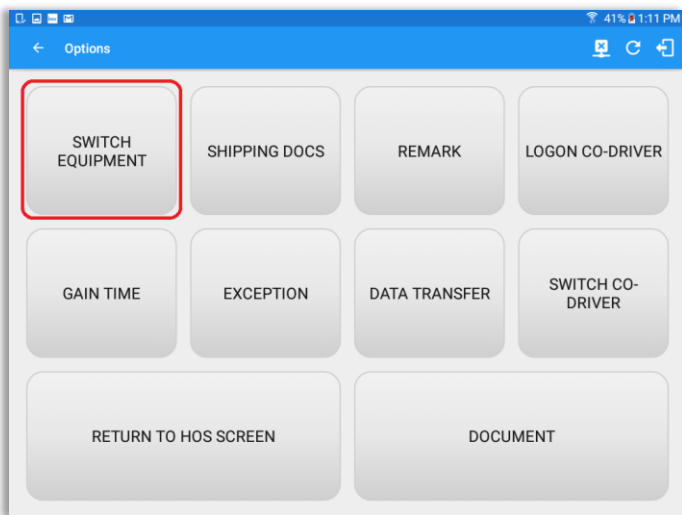 41% 1:11 PM
Options
SWITCH
EQUIPMENT
SHIPPING DOCS
REMARK
LOGON CO-DRIVER
GAIN TIME
EXCEPTION
DATA TRANSFER
SWITCH CO-
DRIVER
RETURN TO HOS SCREEN
DOCUMENT